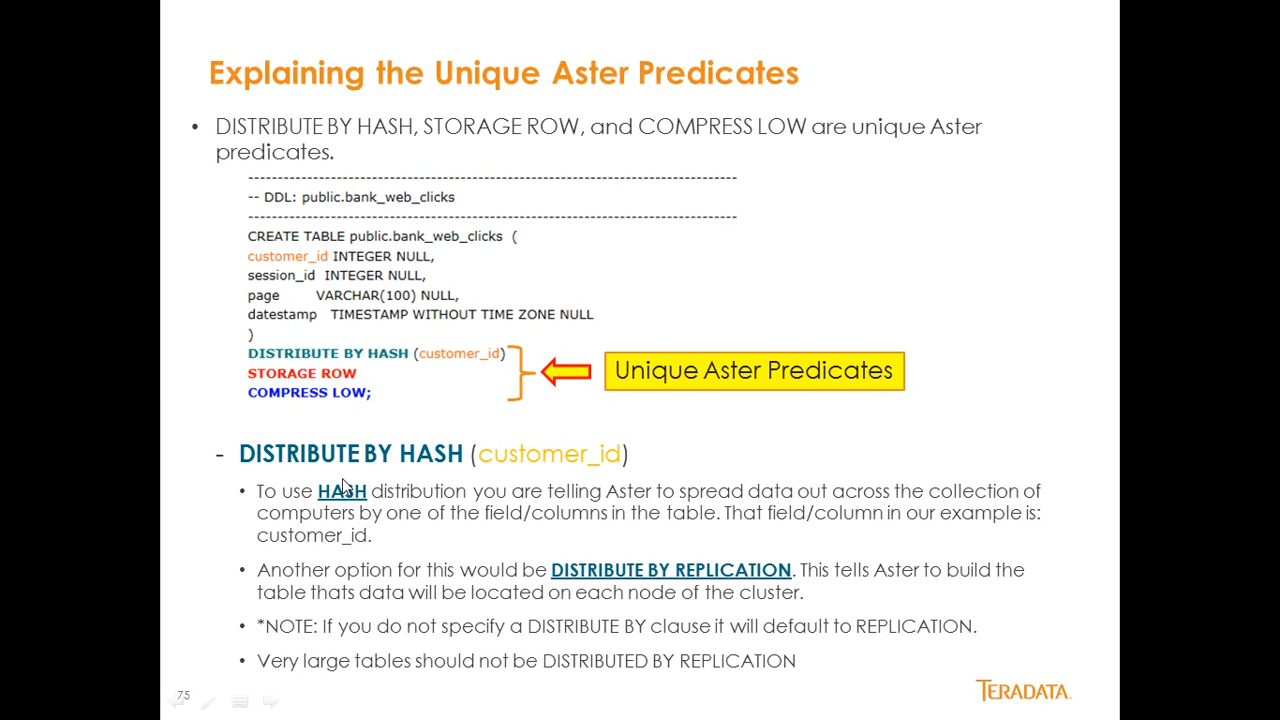 Explaining the Unique Aster Predicates
• DISTRIBUTE BY HASH, STORAGE ROW, and COMPRESS LOW are unique Aster
predicates.
--------------------------------------------------------------------------------------
-- DDL: public.bank_web_clicks
--------------------------------------------------------------------------------------
CREATE TABLE public.bank_web_clicks (
customer_id INTEGER NULL,
session_id INTEGER NULL,
page VARCHAR(100) NULL,
datestamp TIMESTAMP WITHOUT TIME ZONE NULL
)
DISTRIBUTE BY HASH (customer_id)
STORAGE ROW
COMPRESS LOW;
Unique Aster Predicates
- DISTRIBUTE BY HASH (customer_id)
• To use HASH distribution you are telling Aster to spread data out across the collection of
computers by one of the field/columns in the table. That field/column in our example is:
customer_id.
• Another option for this would be DISTRIBUTE BY REPLICATION. This tells Aster to build the
table thats data will be located on each node of the cluster.
• *NOTE: If you do not specify a DISTRIBUTE BY clause it will default to REPLICATION.
• Very large tables should not be DISTRIBUTED BY REPLICATION
75
TERADATA.